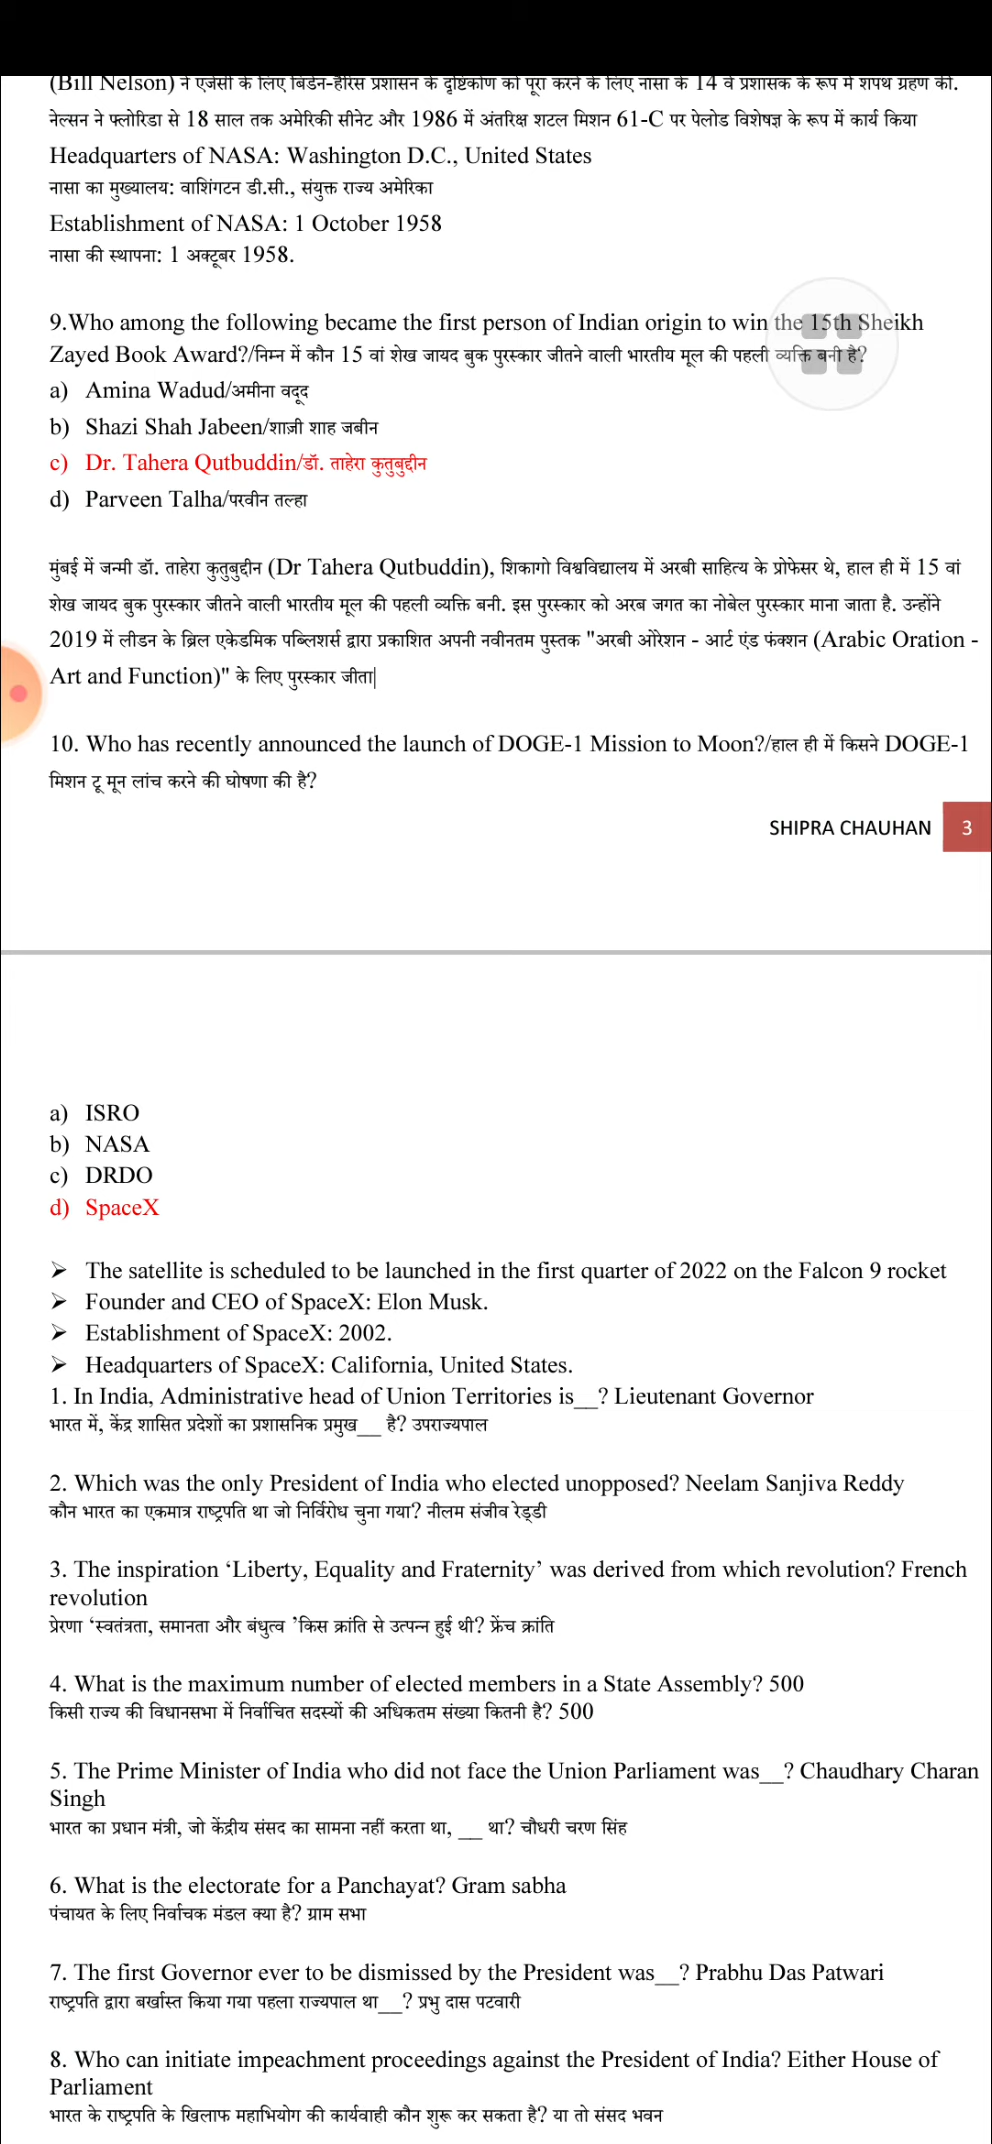 (Bill Nelson) ने एजेंसी के लिए बिडेन-हैरिस प्रशासन के दृष्टिकोण को पूरा करने के लिए नासा के 14 वें प्रशासक के रूप में शपथ ग्रहण की.
नेल्सन ने फ्लोरिडा से 18 साल तक अमेरिकी सीनेट और 1986 में अंतरिक्ष शटल मिशन 61-C पर पेलोड विशेषज्ञ के रूप में कार्य किया
Headquarters of NASA: Washington D.C., United States
नासा का मुख्यालय: वाशिंगटन डी.सी., संयुक्त राज्य अमेरिका
Establishment of NASA: 1 October 1958
नासा की स्थापना: 1 अक्टूबर 1958.
9.Who among the following became the first person of Indian origin to win the 15th Sheikh
Zayed Book Award?/निम्न में कौन 15 वां शेख जायद बुक पुरस्कार जीतने वाली भारतीय मूल की पहली व्यक्ति बनी है?
a) Amina Wadud/अमीना वदूद
b) Shazi Shah Jabeen/शाज़ी शाह जबीन
c) Dr. Tahera Qutbuddin/डॉ. ताहेरा कुतुबुद्दीन
d) Parveen Talha/परवीन तल्हा
मुंबई में जन्मी डॉ. ताहेरा कुतुबुद्दीन (Dr Tahera Qutbuddin), शिकागो विश्वविद्यालय में अरबी साहित्य के प्रोफेसर थे, हाल ही में 15 वां
शेख जायद बुक पुरस्कार जीतने वाली भारतीय मूल की पहली व्यक्ति बनी. इस पुरस्कार को अरब जगत का नोबेल पुरस्कार माना जाता है. उन्होंने
2019 में लीडन के ब्रिल एकेडमिक पब्लिशर्स द्वारा प्रकाशित अपनी नवीनतम पुस्तक "अरबी ओरेशन - आर्ट एंड फंक्शन (Arabic Oration -
Art and Function)" के लिए पुरस्कार जीता|
10. Who has recently announced the launch of DOGE-1 Mission to Moon?/हाल ही में किसने DOGE-1
मिशन टू मून लांच करने की घोषणा की है?
SHIPRA CHAUHAN 3
a) ISRO
b) NASA
c) DRDO
d) SpaceX
➤ The satellite is scheduled to be launched in the first quarter of 2022 on the Falcon 9 rocket
➤ Founder and CEO of SpaceX: Elon Musk.
➤ Establishment of SpaceX: 2002.
➤ Headquarters of SpaceX: California, United States.
1. In India, Administrative head of Union Territories is__? Lieutenant Governor
भारत में, केंद्र शासित प्रदेशों का प्रशासनिक प्रमुख__ है? उपराज्यपाल
2. Which was the only President of India who elected unopposed? Neelam Sanjiva Reddy
कौन भारत का एकमात्र राष्ट्रपति था जो निर्विरोध चुना गया? नीलम संजीव रेड्डी
3. The inspiration ‘Liberty, Equality and Fraternity’ was derived from which revolution? French
revolution
प्रेरणा ‘स्वतंत्रता, समानता और बंधुत्व ’किस क्रांति से उत्पन्न हुई थी? फ्रेंच क्रांति
4. What is the maximum number of elected members in a State Assembly? 500
किसी राज्य की विधानसभा में निर्वाचित सदस्यों की अधिकतम संख्या कितनी है? 500
5. The Prime Minister of India who did not face the Union Parliament was__? Chaudhary Charan
Singh
भारत का प्रधान मंत्री, जो केंद्रीय संसद का सामना नहीं करता था, __ था? चौधरी चरण सिंह
6. What is the electorate for a Panchayat? Gram sabha
पंचायत के लिए निर्वाचक मंडल क्या है? ग्राम सभा
7. The first Governor ever to be dismissed by the President was__? Prabhu Das Patwari
राष्ट्रपति द्वारा बर्खास्त किया गया पहला राज्यपाल था__? प्रभु दास पटवारी
8. Who can initiate impeachment proceedings against the President of India? Either House of
Parliament
भारत के राष्ट्रपति के खिलाफ महाभियोग की कार्यवाही कौन शुरू कर सकता है? या तो संसद भवन